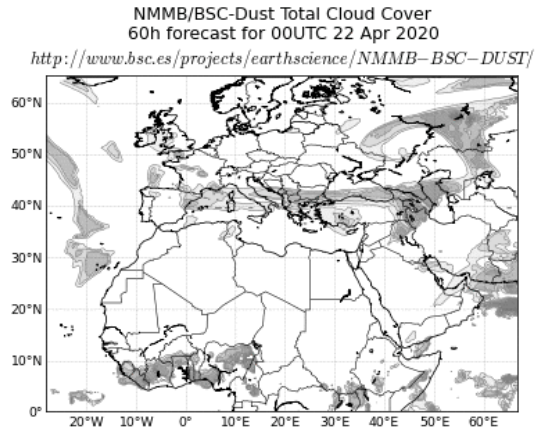 NMMB/BSC-Dust Total Cloud Cover
60h forecast for 00UTC 22 Apr 2020
http://www.bsc.es/projects/earthscience/NMMB−BSC−DUST/
60°N
50°N
40°N
30°N
20°N
10°N
0°
20°W 10°W 0° 10°E 20°E 30°E 40°E 50°E 60°E